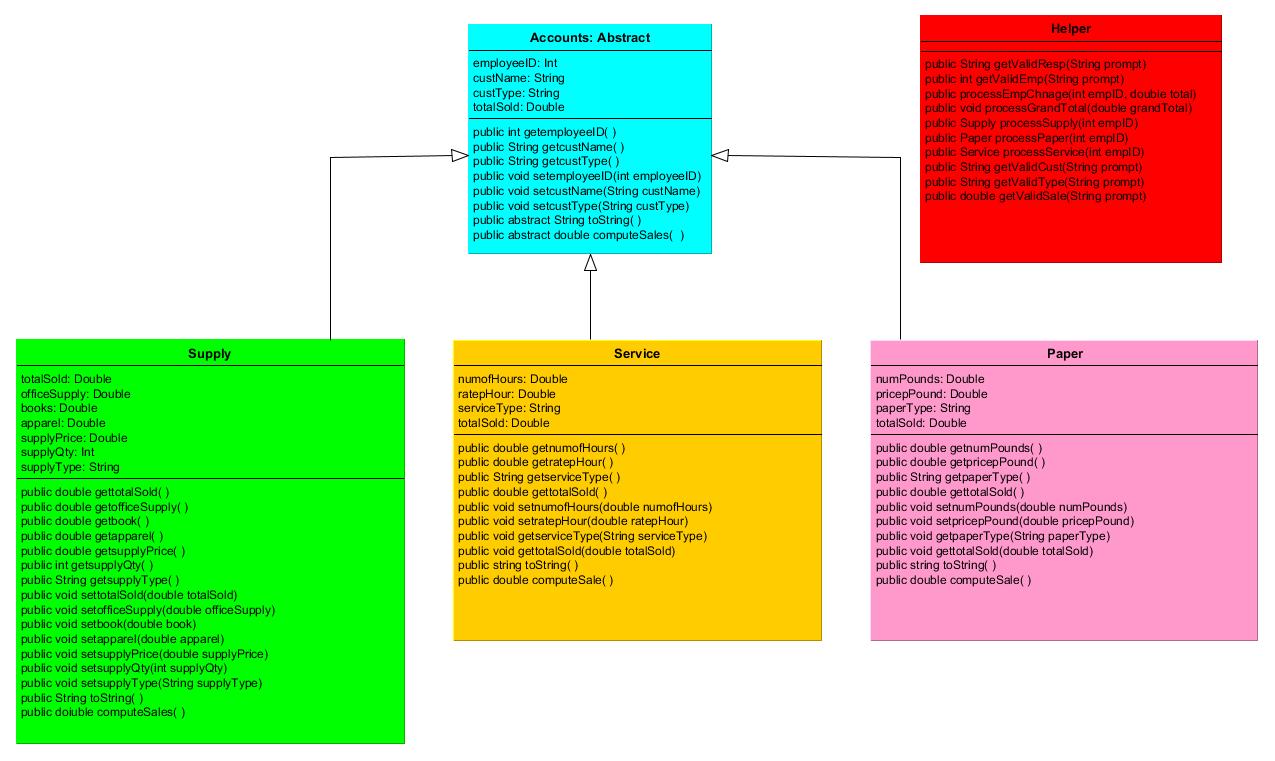 Accounts: Abstract
employeeID: Int
custName: String
custType: String
totalSold: Double
public int getemployeeID( )
public String getcustName( )
public String getcustType( )
public void setemployeeID(int employeeID)
public void setcustName(String custName)
public void setcustType(String custType)
public abstract String toString( )
public abstract double computeSales(  )
Helper
public String getValidResp(String prompt)
public int getValidEmp(String prompt)
public processEmpChnage(int empID, double total)
public void processGrandTotal(double grandTotal)
public Supply processSupply(int empID)
public Paper processPaper(int empID)
public Service processService(int empID)
public String getValidCust(String prompt)
public String getValidType(String prompt)
public double getValidSale(String prompt)
Supply
totalSold: Double
officeSupply: Double
books: Double
apparel: Double
supplyPrice: Double
supplyQty: Int
supplyType: String
public double gettotalSold( )
public double getofficeSupply( )
public double getbook( )
public double getapparel( )
public double getsupplyPrice( )
public int getsupplyQty( )
public String getsupplyType( )
public void settotalSold(double totalSold)
public void setofficeSupply(double officeSupply)
public void setbook(double book)
public void setapparel(double apparel)
public void setsupplyPrice(double supplyPrice)
public void setsupplyQty(int supplyQty)
public void setsupplyType(String supplyType)
public String toString( )
public doiuble computeSales( )
Service
numofHours: Double
ratepHour: Double
serviceType: String
totalSold: Double
public double getnumofHours( )
public double getratepHour( )
public String getserviceType( )
public double gettotalSold( )
public void setnumofHours(double numofHours)
public void setratepHour(double ratepHour)
public void getserviceType(String serviceType)
public void gettotalSold(double totalSold)
public string toString( )
public double computeSale( )
Paper
numPounds: Double
pricepPound: Double
paperType: String
totalSold: Double
public double getnumPounds( )
public double getpricepPound( )
public String getpaperType( )
public double gettotalSold( )
public void setnumPounds(double numPounds)
public void setpricepPound(double pricepPound)
public void getpaperType(String paperType)
public void gettotalSold(double totalSold)
public string toString( )
public double computeSale( )